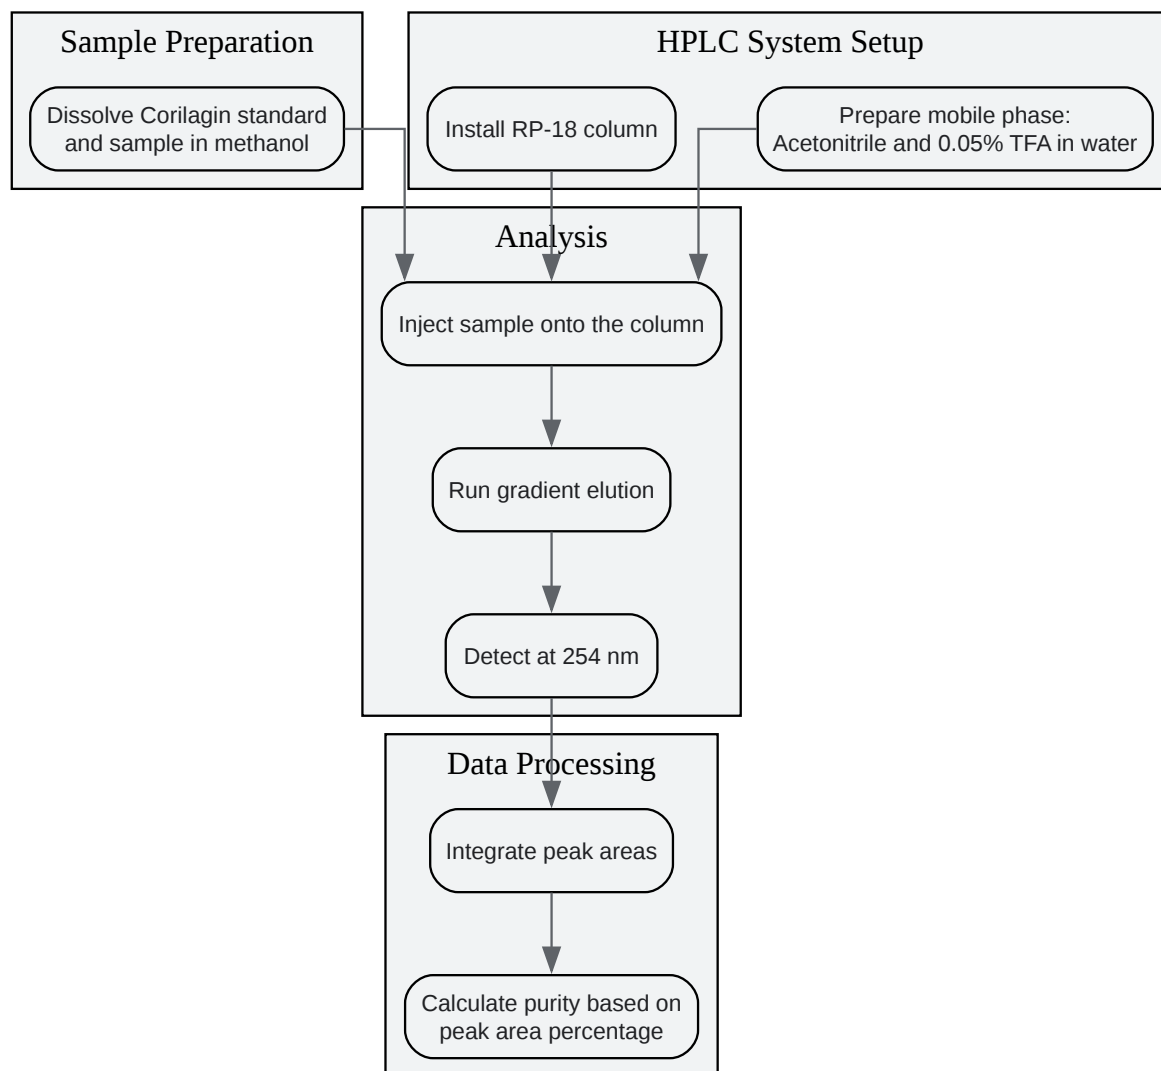 Sample Preparation
Dissolve Corilagin standard
and sample in methanol
HPLC System Setup
Install RP-18 column
Prepare mobile phase:
Acetonitrile and 0.05% TFA in water
Analysis
Inject sample onto the column
Run gradient elution
Detect at 254 nm
Data Processing
Integrate peak areas
Calculate purity based on
peak area percentage